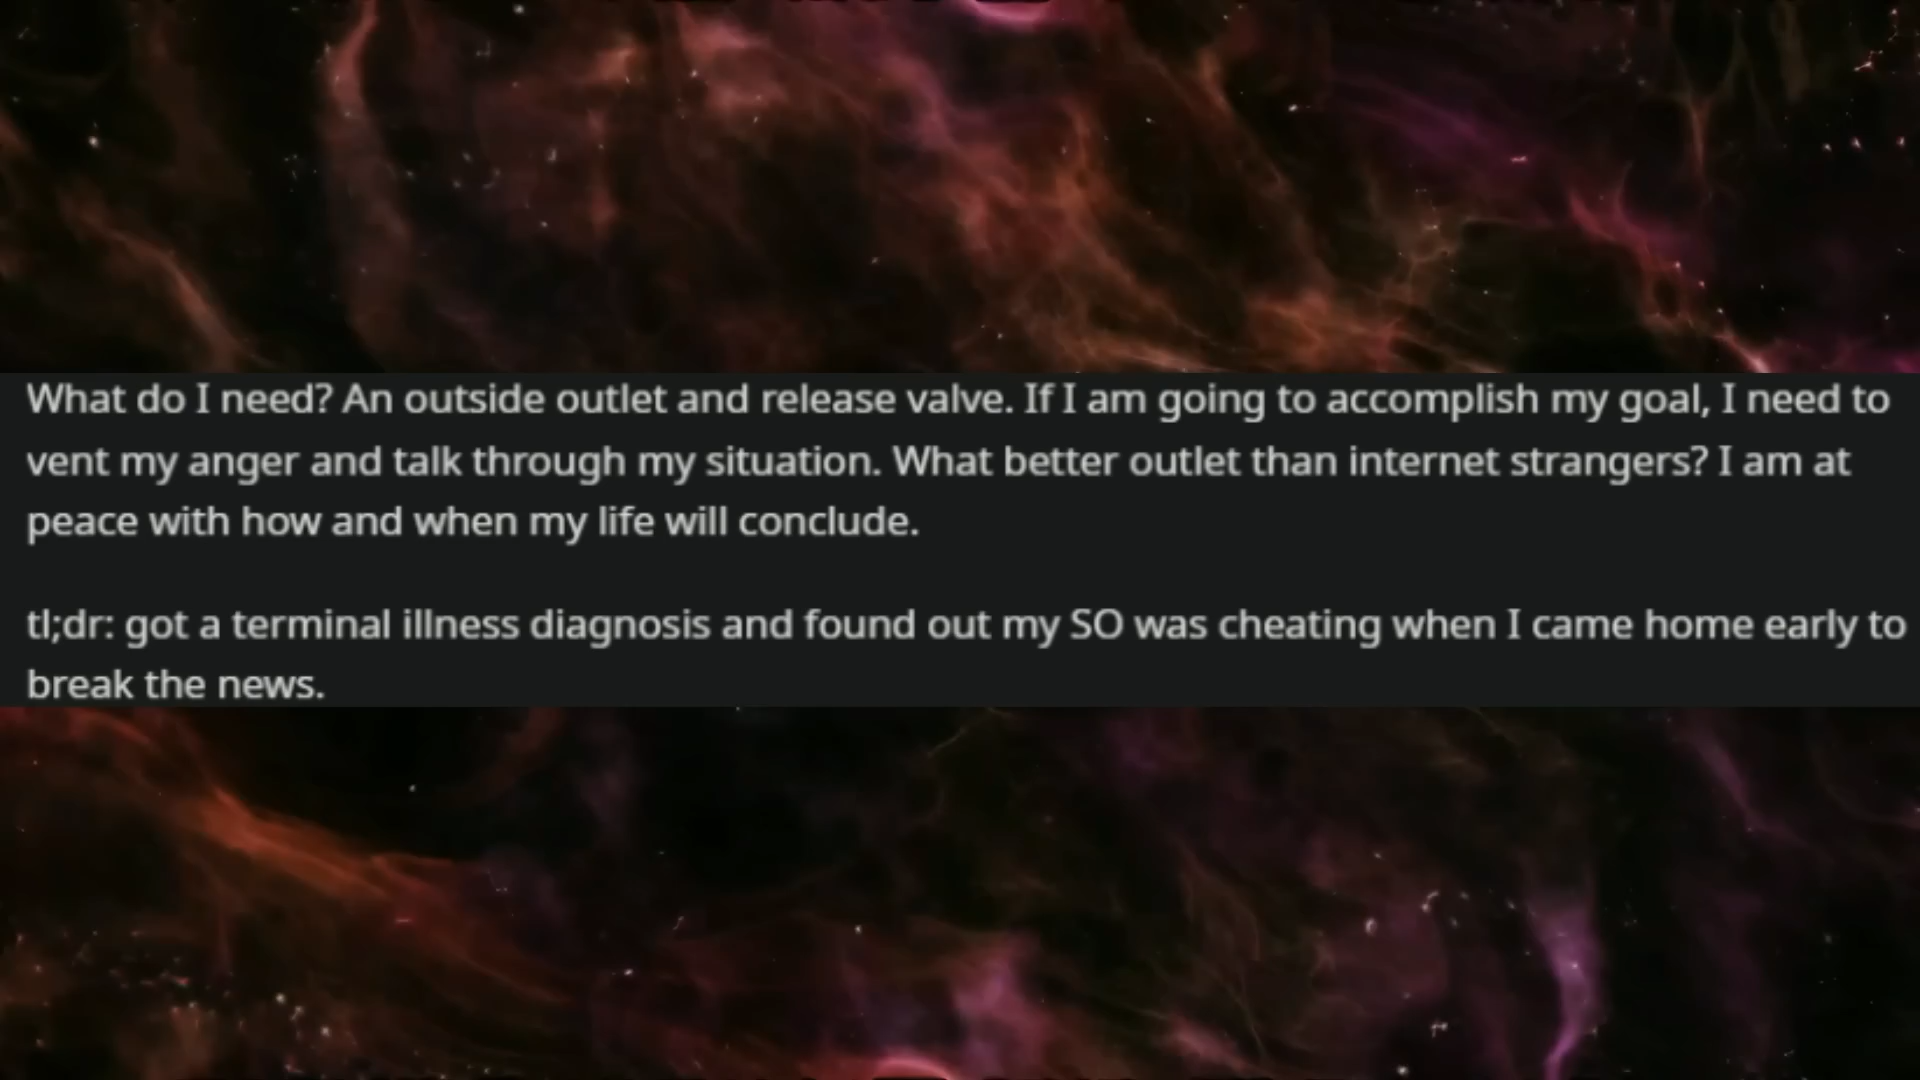 What do I need? An outside outlet and release valve. If I am going to accomplish my goal, I need to
vent my anger and talk through my situation. What better outlet than internet strangers? I am at
peace with how and when my life will conclude.
tl;dr: got a terminal illness diagnosis and found out my SO was cheating when I came home early to
break the news.